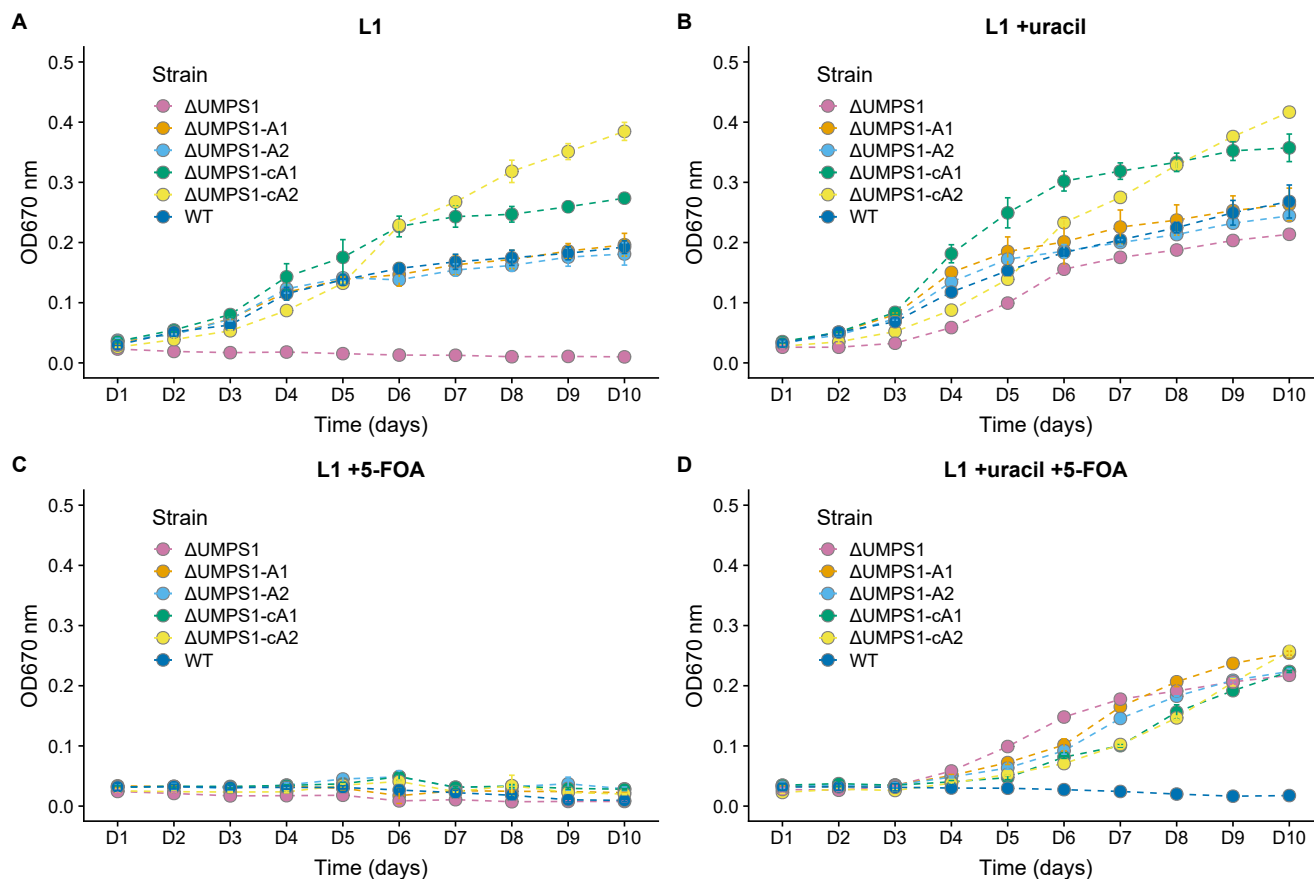 A
L1
OD670 nm
0.5
0.4
0.3
0.2
0.1
0.0
Strain
ΔUMPS1
ΔUMPS1-A1
ΔUMPS1-A2
ΔUMPS1-cA1
ΔUMPS1-cA2
WT
D1 D2 D3 D4 D5 D6 D7 D8 D9 D10
Time (days)
B
L1 +uracil
OD670 nm
0.5
0.4
0.3
0.2
0.1
0.0
Strain
ΔUMPS1
ΔUMPS1-A1
ΔUMPS1-A2
ΔUMPS1-cA1
ΔUMPS1-cA2
WT
D1 D2 D3 D4 D5 D6 D7 D8 D9 D10
Time (days)
C
L1 +5-FOA
OD670 nm
0.5
0.4
0.3
0.2
0.1
0.0
Strain
ΔUMPS1
ΔUMPS1-A1
ΔUMPS1-A2
ΔUMPS1-cA1
ΔUMPS1-cA2
WT
D1 D2 D3 D4 D5 D6 D7 D8 D9 D10
Time (days)
D
L1 +uracil +5-FOA
OD670 nm
0.5
0.4
0.3
0.2
0.1
0.0
Strain
ΔUMPS1
ΔUMPS1-A1
ΔUMPS1-A2
ΔUMPS1-cA1
ΔUMPS1-cA2
WT
D1 D2 D3 D4 D5 D6 D7 D8 D9 D10
Time (days)